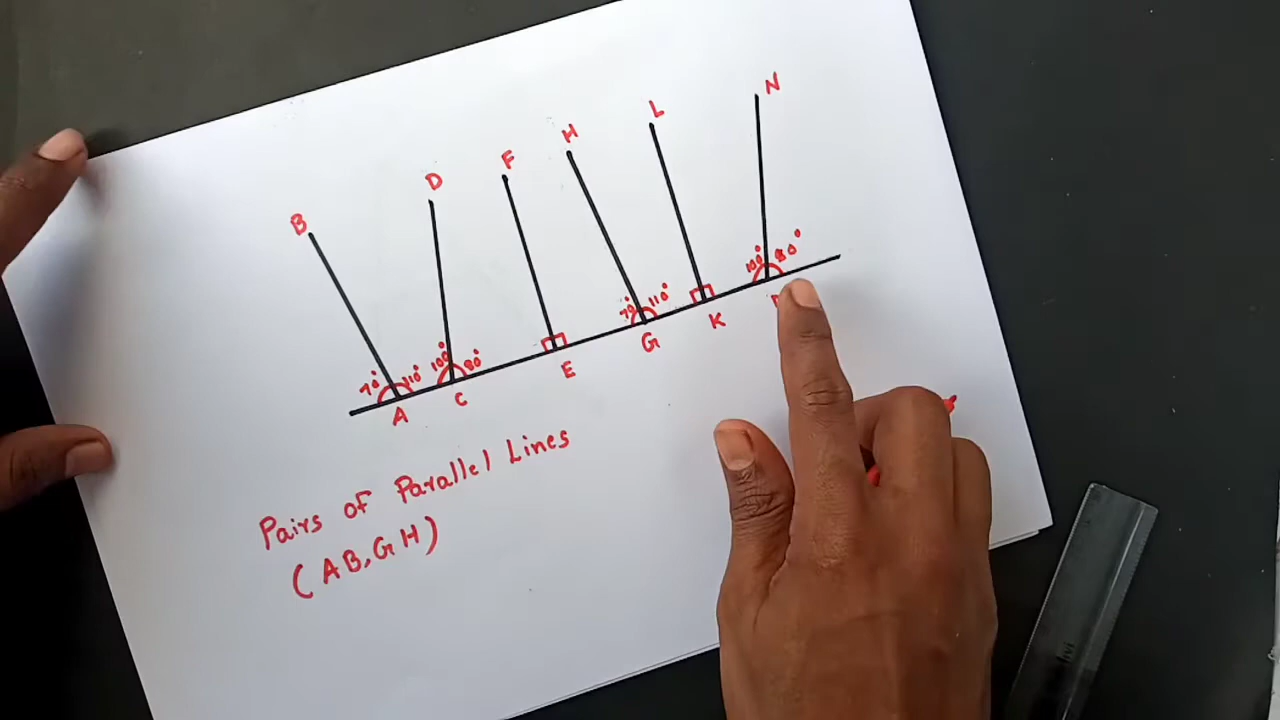 N
L
H
F
D
B
100° 80°
70° 110°
100° 80°
70° 110°
K
G
E
C
A
Pairs of Parallel Lines
(AB,GH)